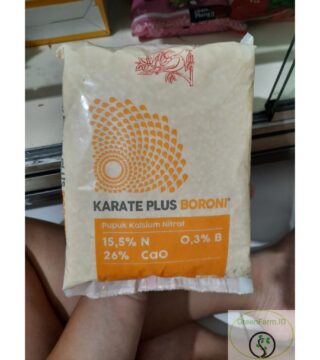 KARATE PLUS BORONI
Pupuk Kalsium Nitrat
15,5% N 0,3% B
26% CaO
GreenFarm.ID